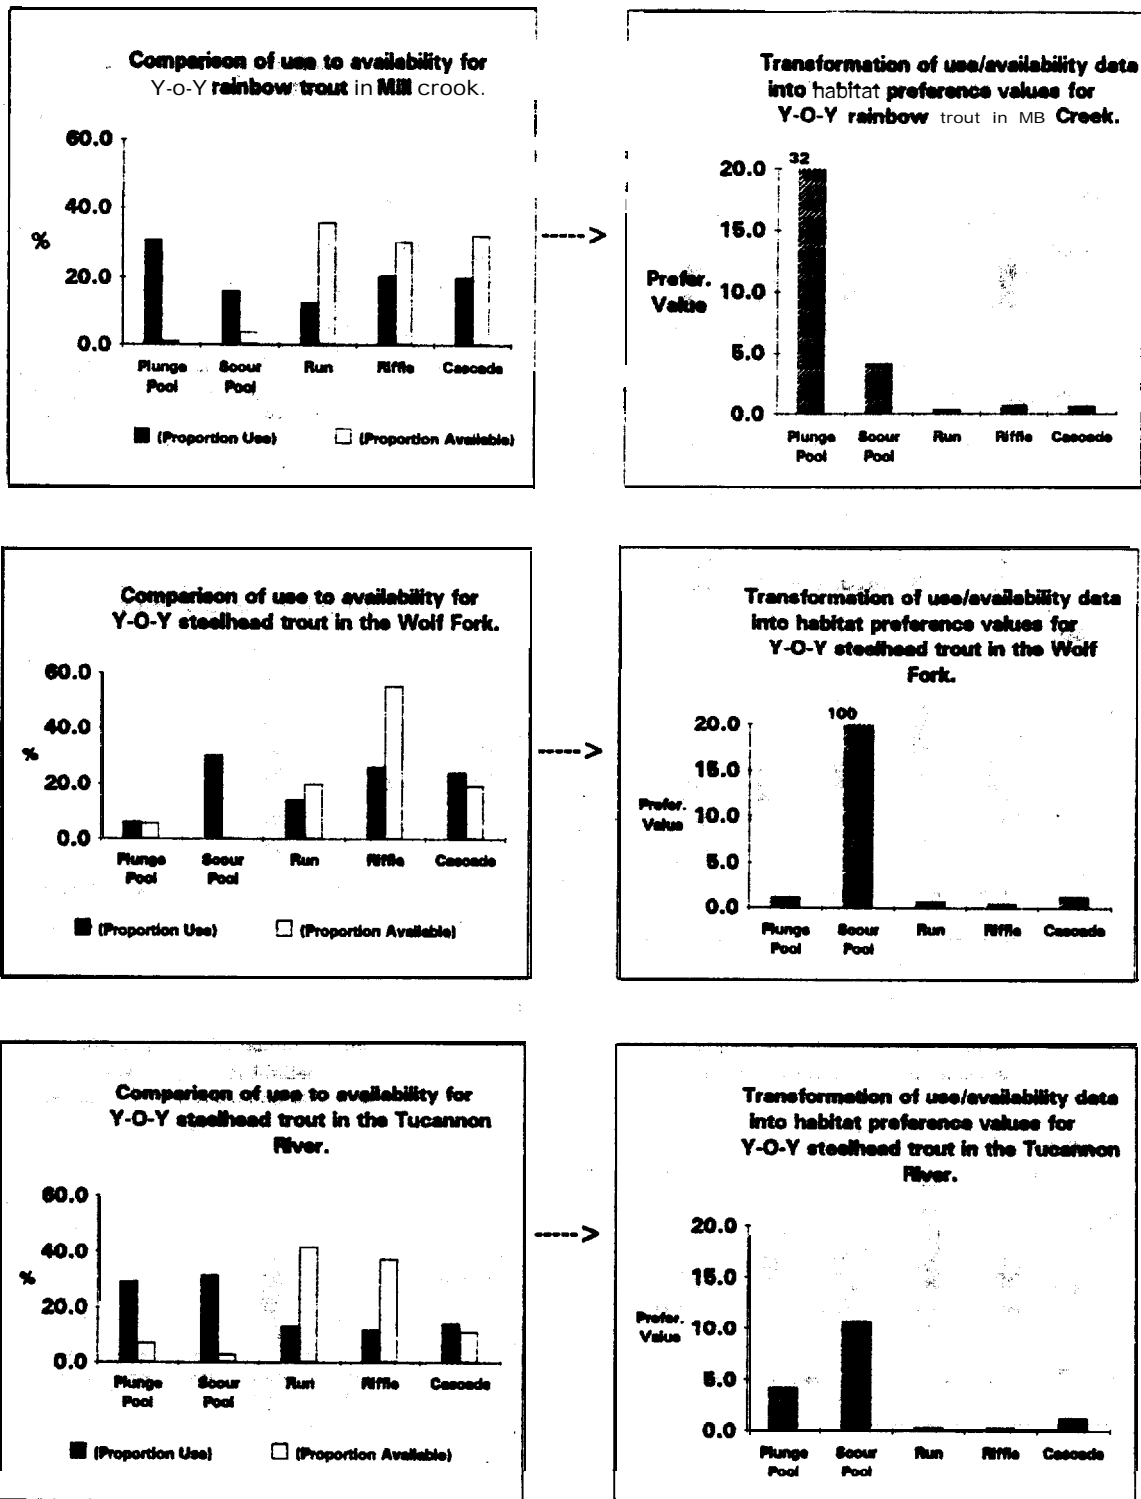 Comparison of use to availability for
Y-o-Y rainbow trout in Mill crook.
60.0
40.0
%
20.0
0.0
Plunge Pool
Scour Pool
Run
Riffle
Cascade
(Proportion Use)
(Proportion Available)
----->
Transformation of use/availability data
into habitat preference values for
Y-O-Y rainbow trout in MB Creek.
32
20.0
15.0
Prefer.
Value
10.0
5.0
0.0
Plunge Pool
Scour Pool
Run
Riffle
Cascade
Comparison of use to availability for
Y-O-Y steelhead trout in the Wolf Fork.
60.0
40.0
%
20.0
0.0
Plunge Pool
Scour Pool
Run
Riffle
Cascade
(Proportion Use)
(Proportion Available)
----->
Transformation of use/availability data
into habitat preference values for
Y-O-Y steelhead trout in the Wolf
Fork.
100
20.0
15.0
Prefer.
Value
10.0
5.0
0.0
Plunge Pool
Scour Pool
Run
Riffle
Cascade
Comparison of use to availability for
Y-O-Y steelhead trout in the Tucannon
River.
60.0
40.0
%
20.0
0.0
Plunge Pool
Scour Pool
Run
Riffle
Cascade
(Proportion Use)
(Proportion Available)
----->
Transformation of use/availability data
into habitat preference values for
Y-O-Y steelhead trout in the Tucannon
River.
20.0
15.0
Prefer.
Value
10.0
5.0
0.0
Plunge Pool
Scour Pool
Run
Riffle
Cascade